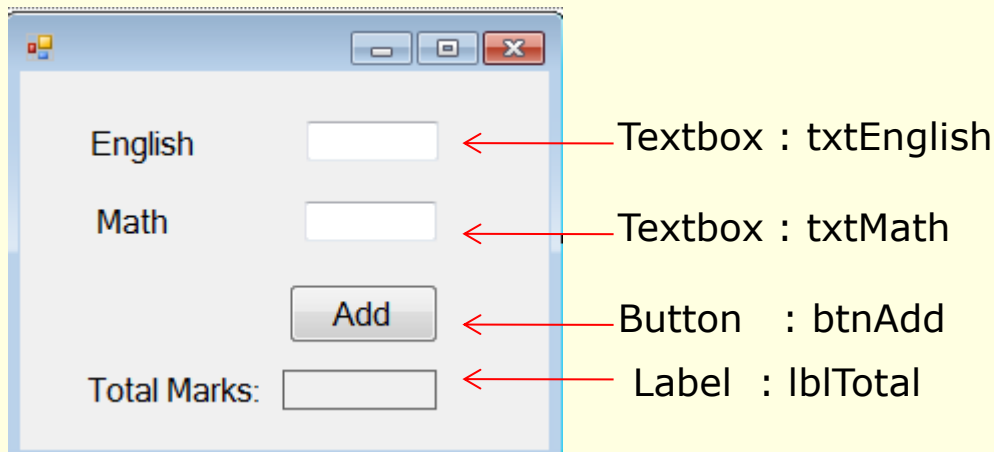 English Textbox : txtEnglish
Math Textbox : txtMath
Add Button : btnAdd
Total Marks: Label : lblTotal